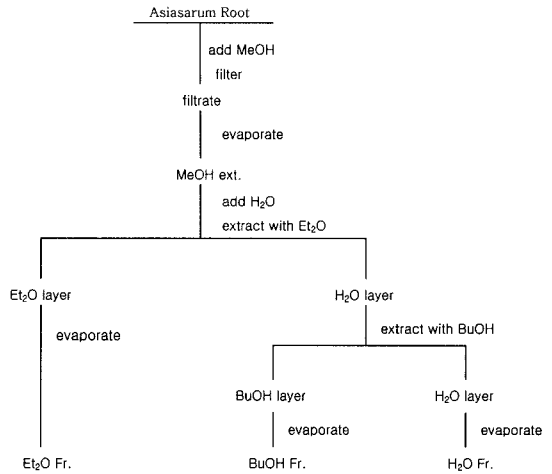 Asiasarum Root
add MeOH
filter
filtrate
evaporate
MeOH ext.
add H₂O
extract with Et₂O
Et₂O layer
H₂O layer
evaporate
extract with BuOH
BuOH layer
H₂O layer
evaporate
evaporate
Et₂O Fr.
BuOH Fr.
H₂O Fr.